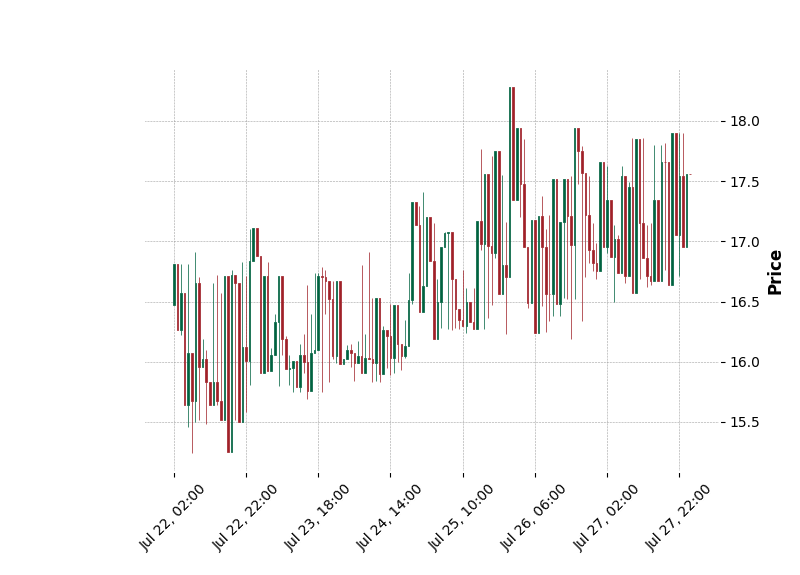 18.0
17.5
17.0
16.5
16.0
15.5
Price
Jul 22, 02:00
Jul 22, 22:00
Jul 23, 18:00
Jul 24, 14:00
Jul 25, 10:00
Jul 26, 06:00
Jul 27, 02:00
Jul 27, 22:00